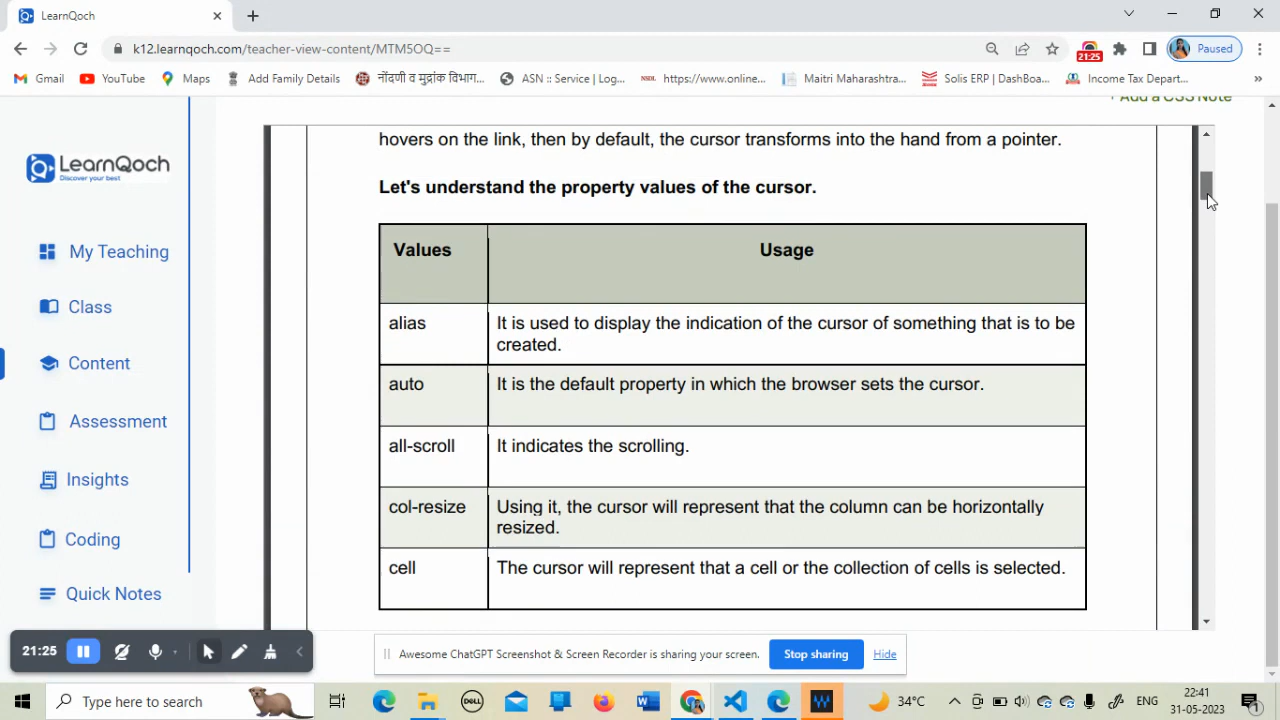 LearnQoch
k12.learnqoch.com/teacher-view-content/MTM5OQ==
21:25
Paused
Gmail
YouTube
Maps
Add Family Details
नोंदणी व मुद्रांक विभाग...
ASN :: Service | Log...
NSDL
https://www.online...
Maitri Maharashtra...
Solis ERP | DashBoa...
Income Tax Depart...
»
+ Add a CSS Note
LearnQoch
Discover your best
My Teaching
Class
Content
Assessment
Insights
Coding
Quick Notes
hovers on the link, then by default, the cursor transforms into the hand from a pointer.
Let's understand the property values of the cursor.
Values Usage
alias It is used to display the indication of the cursor of something that is to be
created.
auto It is the default property in which the browser sets the cursor.
all-scroll It indicates the scrolling.
col-resize Using it, the cursor will represent that the column can be horizontally
resized.
cell The cursor will represent that a cell or the collection of cells is selected.
21:25
Awesome ChatGPT Screenshot & Screen Recorder is sharing your screen.
Stop sharing
Hide
Type here to search
DELL
W
34°C
ENG
22:41
31-05-2023
1